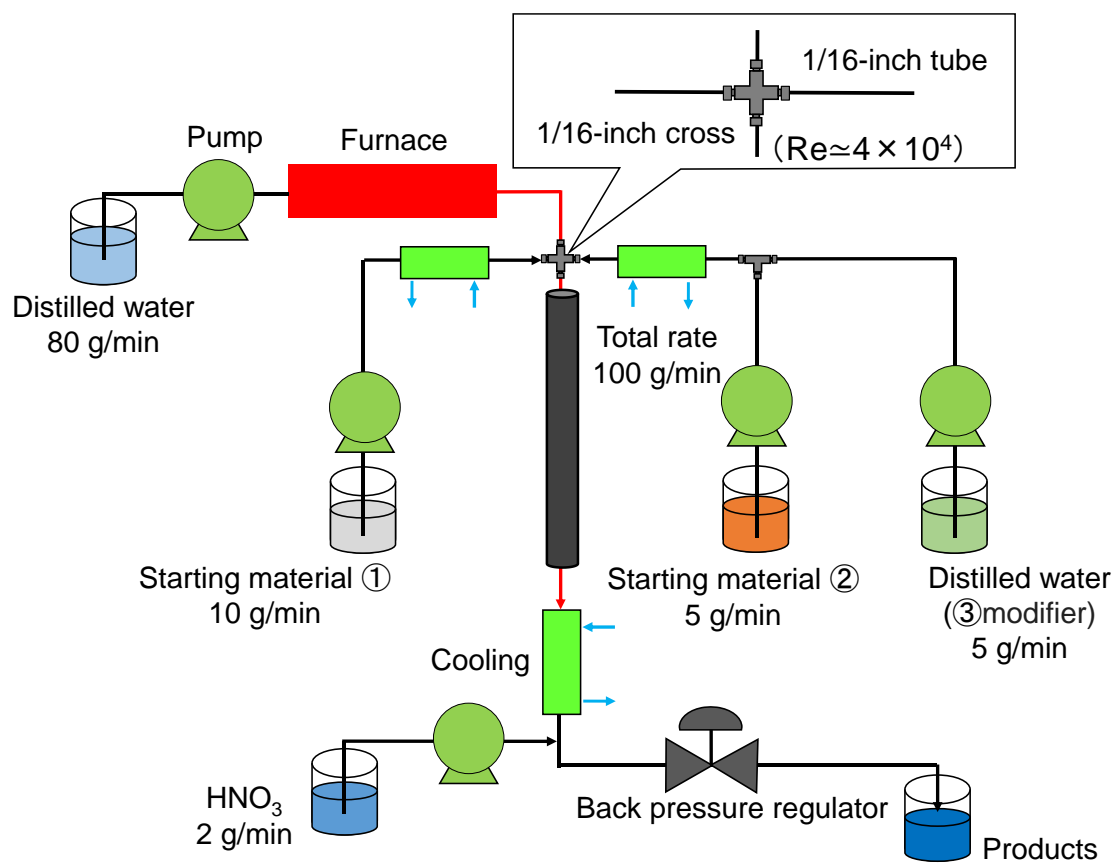 1/16-inch tube
1/16-inch cross
(Re≃4×10⁴)
Pump
Furnace
Distilled water
80 g/min
Total rate
100 g/min
Starting material ①
10 g/min
Starting material ②
5 g/min
Distilled water
(③modifier)
5 g/min
Cooling
HNO₃
2 g/min
Back pressure regulator
Products